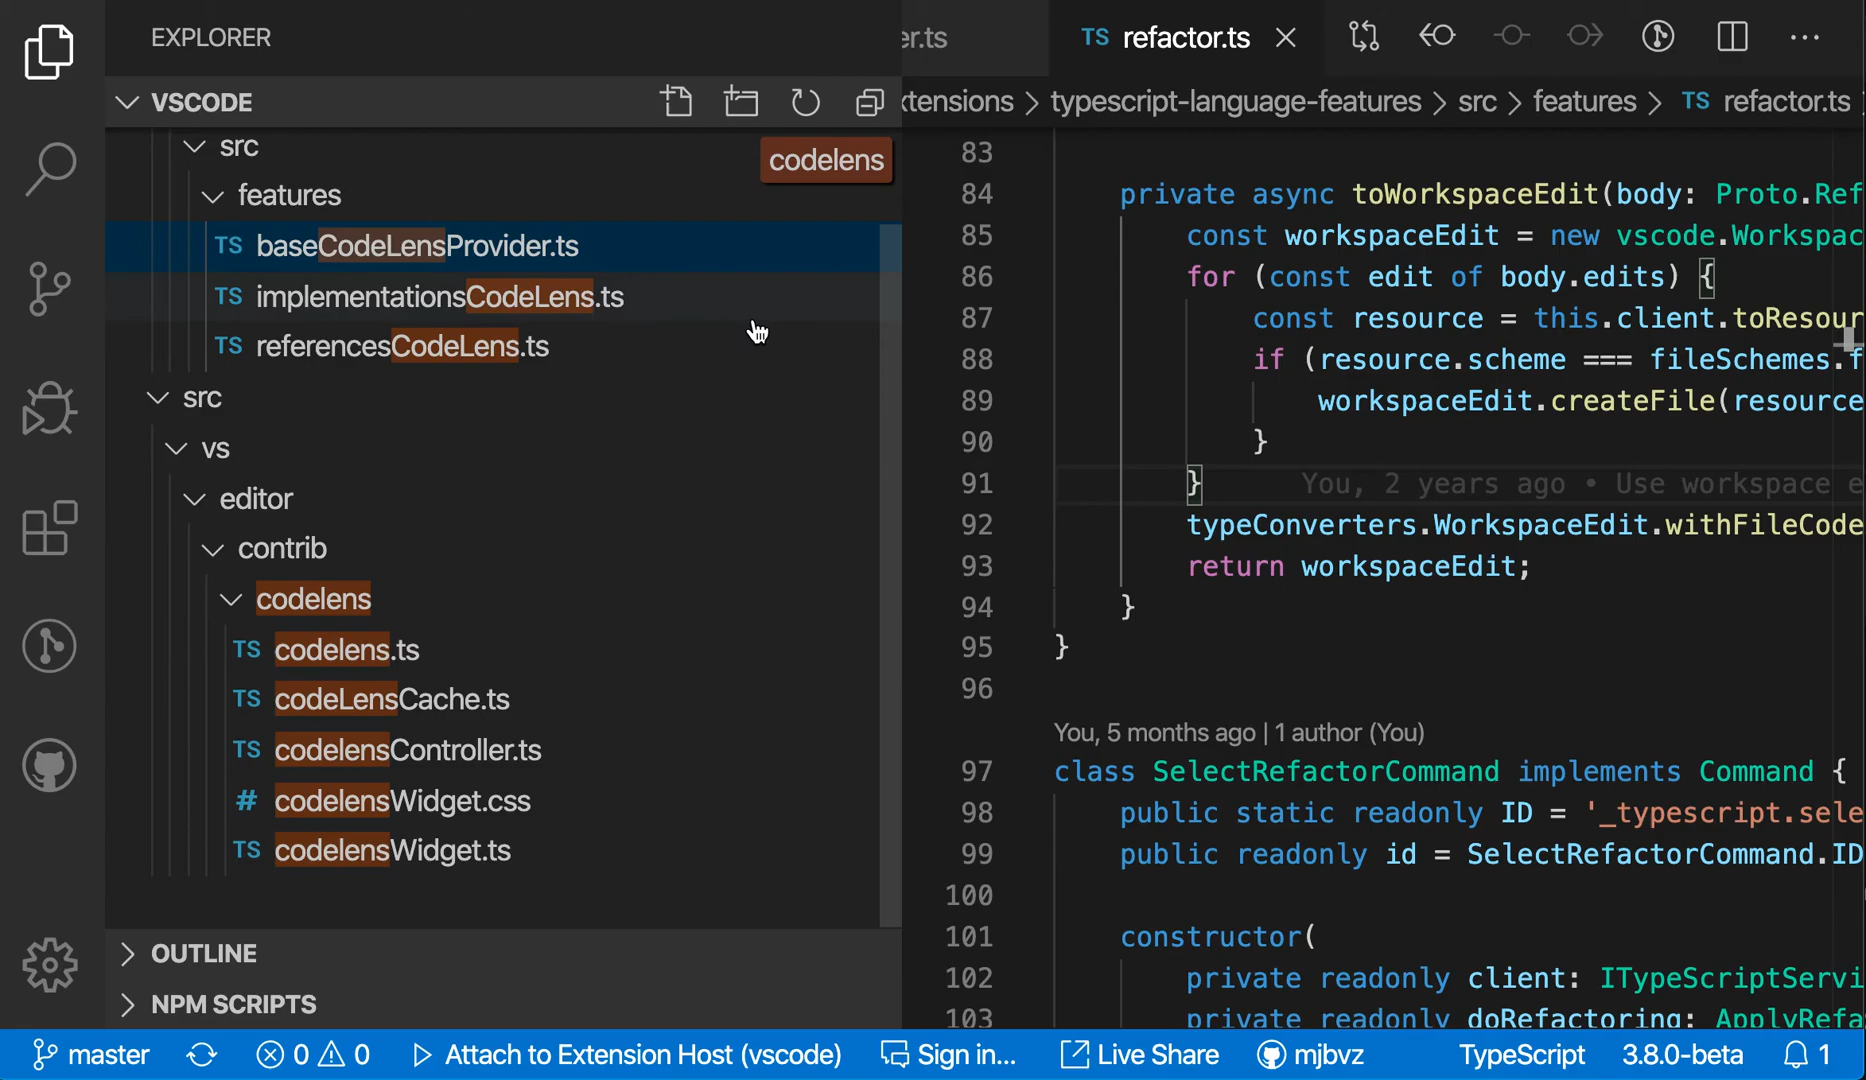 EXPLORER
VSCODE
codelens
src
features
TS baseCodeLensProvider.ts
TS implementationsCodeLens.ts
TS referencesCodeLens.ts
src
vs
editor
contrib
codelens
TS codelens.ts
TS codeLensCache.ts
TS codelensController.ts
# codelensWidget.css
TS codelensWidget.ts
OUTLINE
NPM SCRIPTS
er.ts
TS refactor.ts
xtensions > typescript-language-features > src > features > TS refactor.ts
83
84 private async toWorkspaceEdit(body: Proto.Ref
85 const workspaceEdit = new vscode.Workspac
86 for (const edit of body.edits) {
87 const resource = this.client.toResour
88 if (resource.scheme === fileSchemes.f
89 workspaceEdit.createFile(resource
90 }
91 } You, 2 years ago • Use workspace e
92 typeConverters.WorkspaceEdit.withFileCode
93 return workspaceEdit;
94 }
95 }
96
You, 5 months ago | 1 author (You)
97 class SelectRefactorCommand implements Command {
98 public static readonly ID = '_typescript.sele
99 public readonly id = SelectRefactorCommand.ID
100
101 constructor(
102 private readonly client: ITypeScriptServi
103 private readonly doRefactoring: ApplyRefa
master 0 0 Attach to Extension Host (vscode) Sign in... Live Share mjbvz TypeScript 3.8.0-beta 1